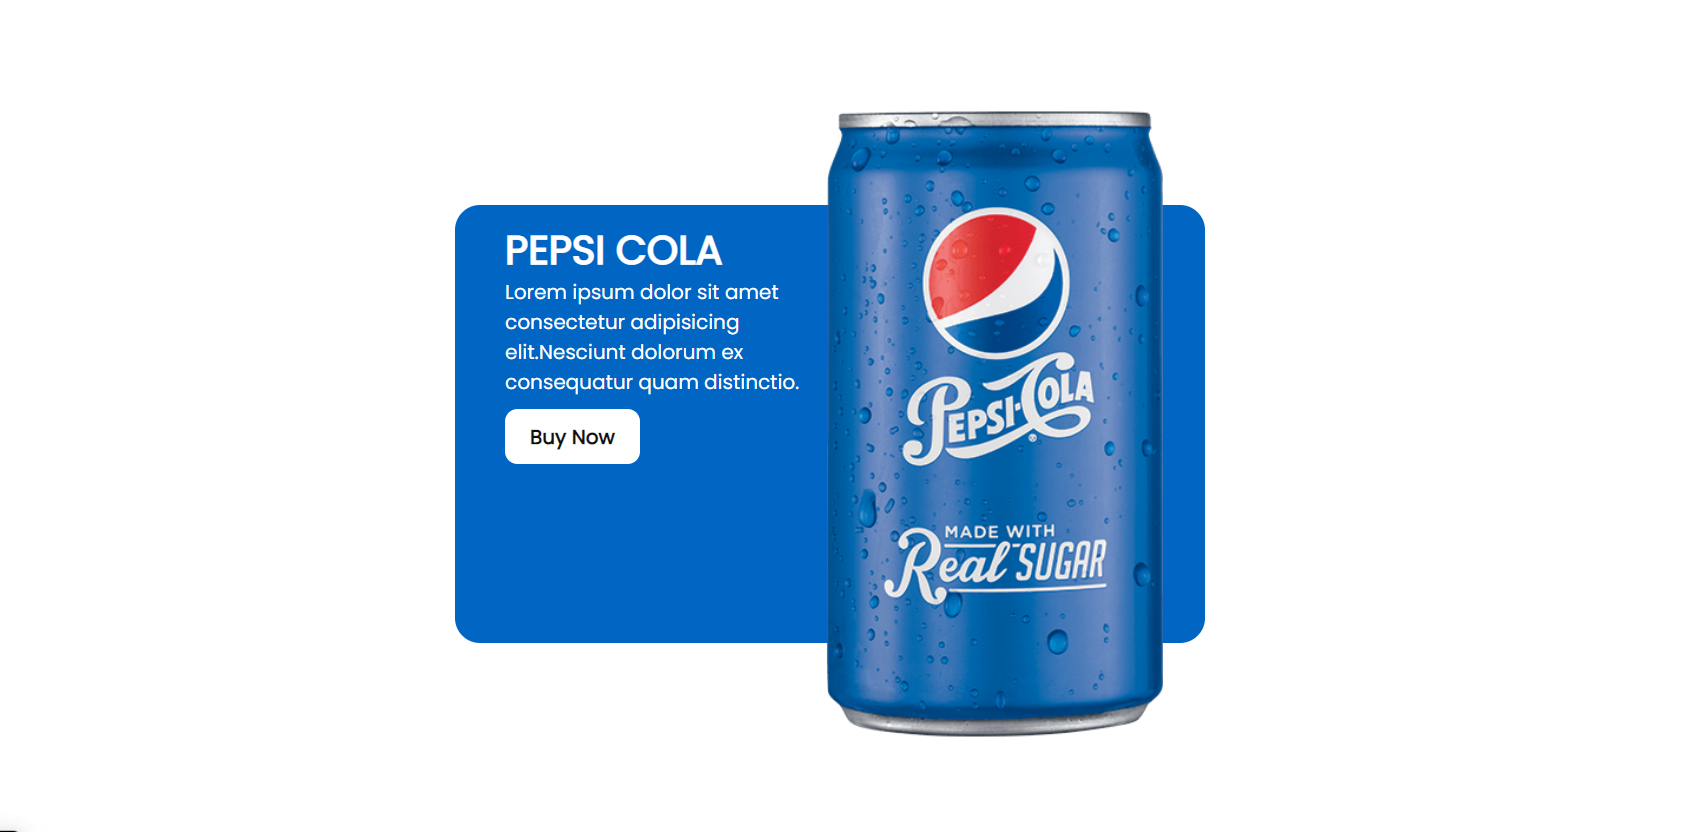 PEPSI COLA
Lorem ipsum dolor sit amet
consectetur adipisicing
elit.Nesciunt dolorum ex
consequatur quam distinctio.
Buy Now
PEPSI-COLA
MADE WITH
Real SUGAR